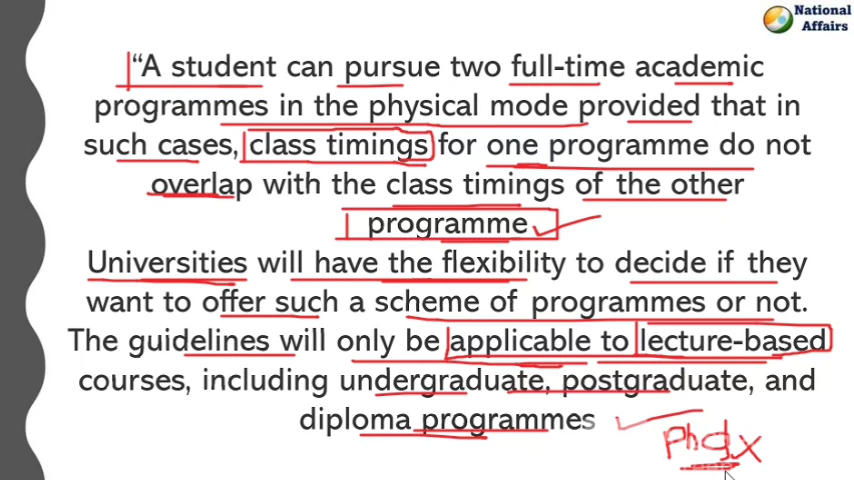 National
Affairs
“A student can pursue two full-time academic
programmes in the physical mode provided that in
such cases, class timings for one programme do not
overlap with the class timings of the other
programme
Universities will have the flexibility to decide if they
want to offer such a scheme of programmes or not.
The guidelines will only be applicable to lecture-based
courses, including undergraduate, postgraduate, and
diploma programmes
Phd x